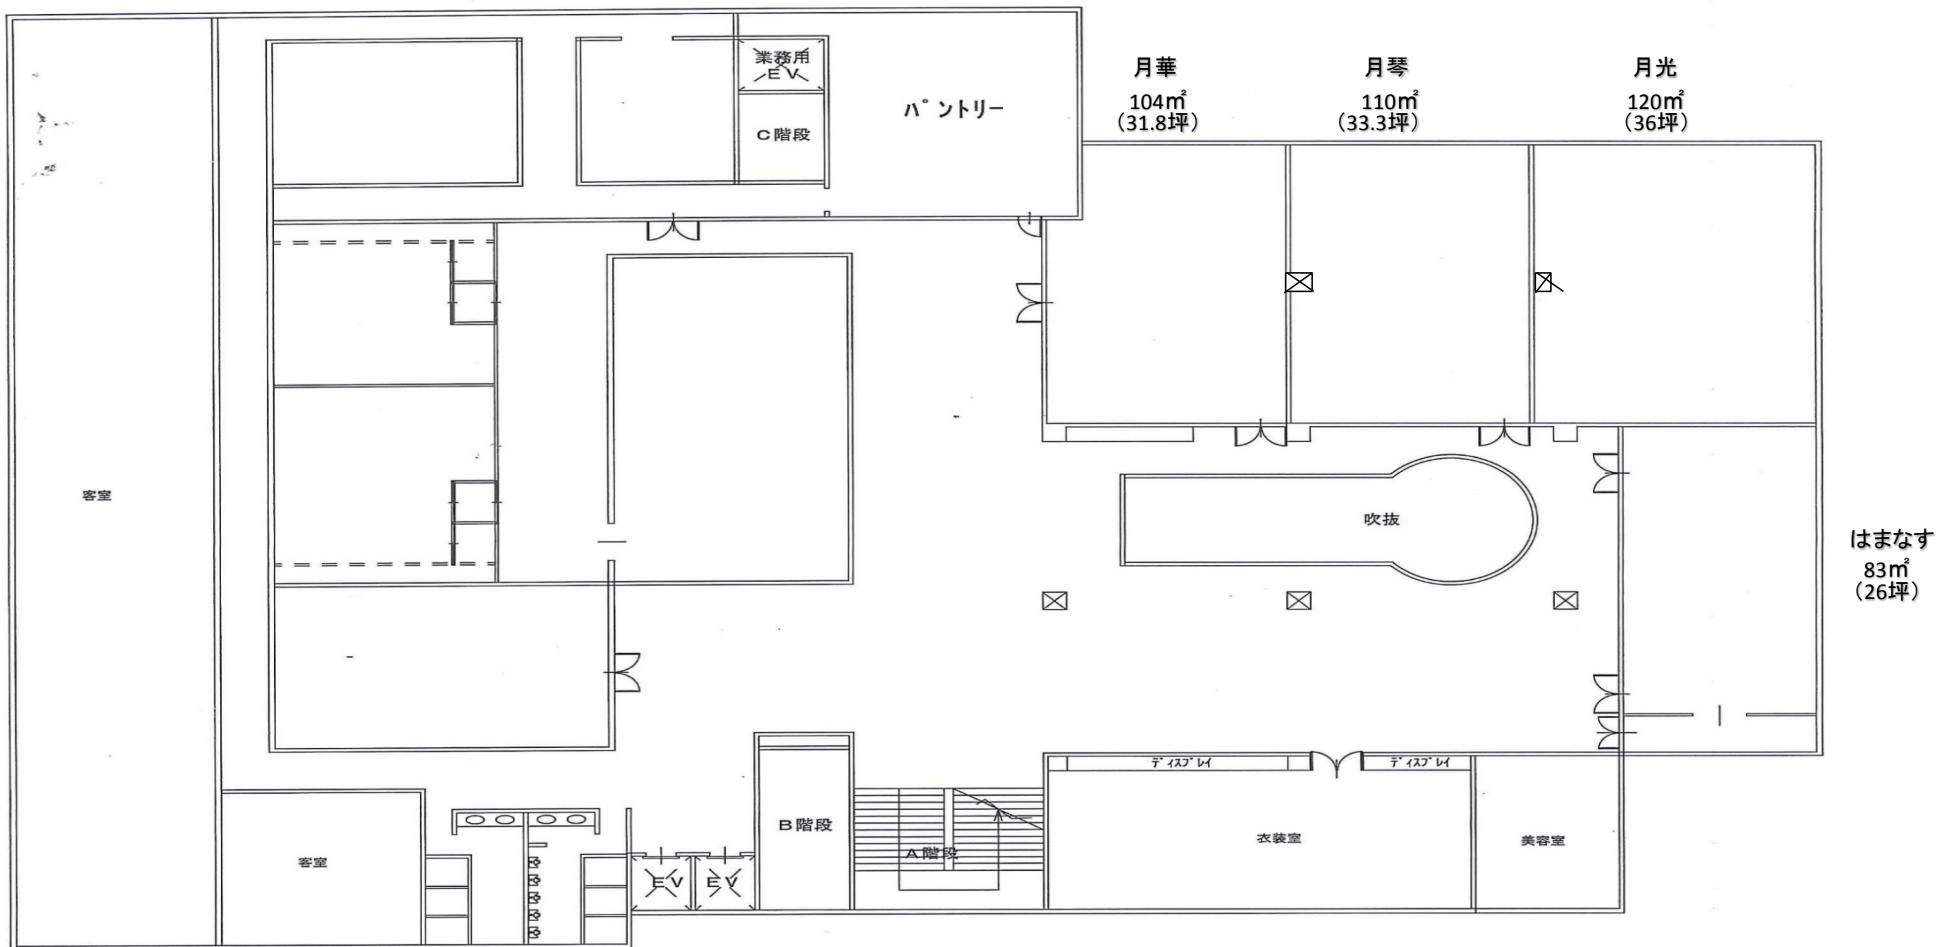 業務用
EV
C階段
パントリー
月華
104㎡
（31.8坪）
月琴
110㎡
（33.3坪）
月光
120㎡
（36坪）
客室
吹抜
はまなす
83㎡
（26坪）
ディスプレイ
ディスプレイ
B階段
A階段
衣装室
美容室
客室
EV
EV